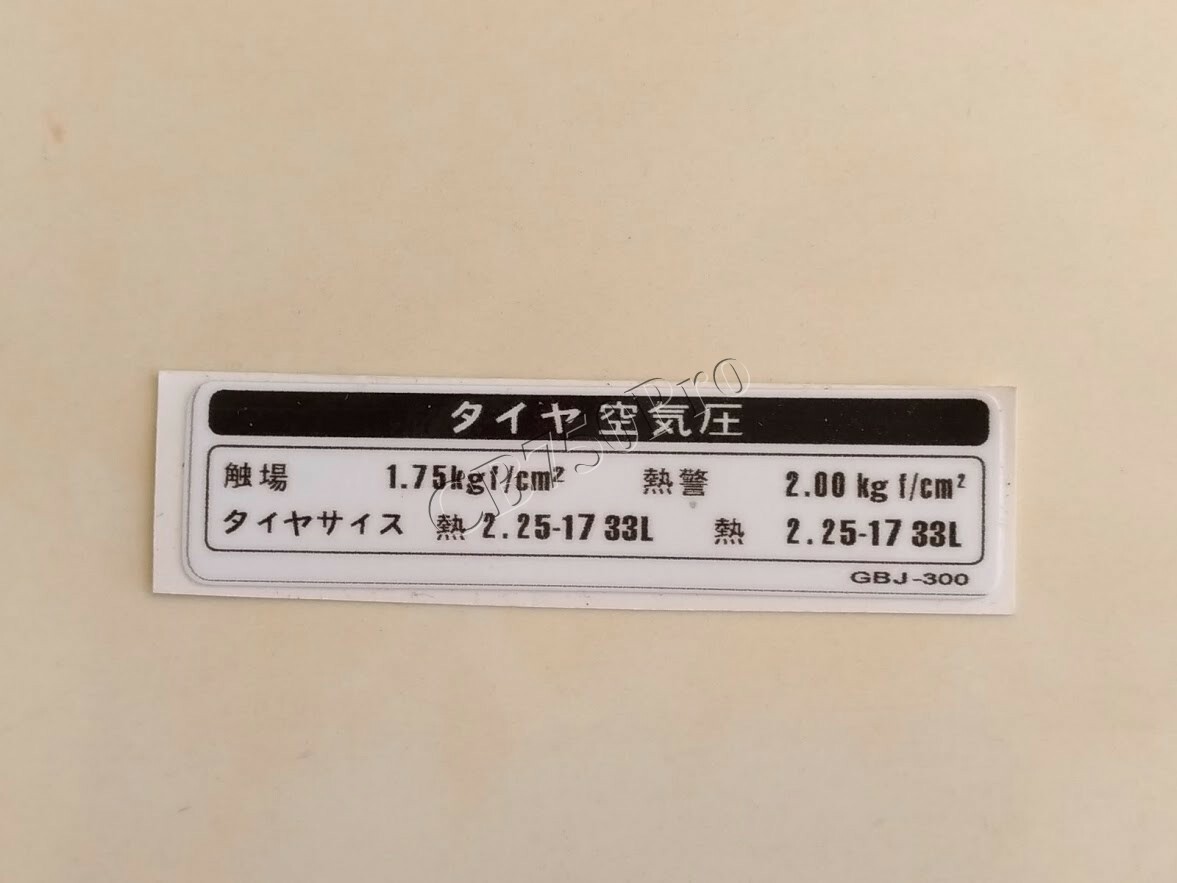 タイヤ空気圧
触場 1.75kgf/cm² 熱警 2.00 kg f/cm²
タイヤサイス 熱 2.25-17 33L 熱 2.25-17 33L
GBJ-300
CB750Pro